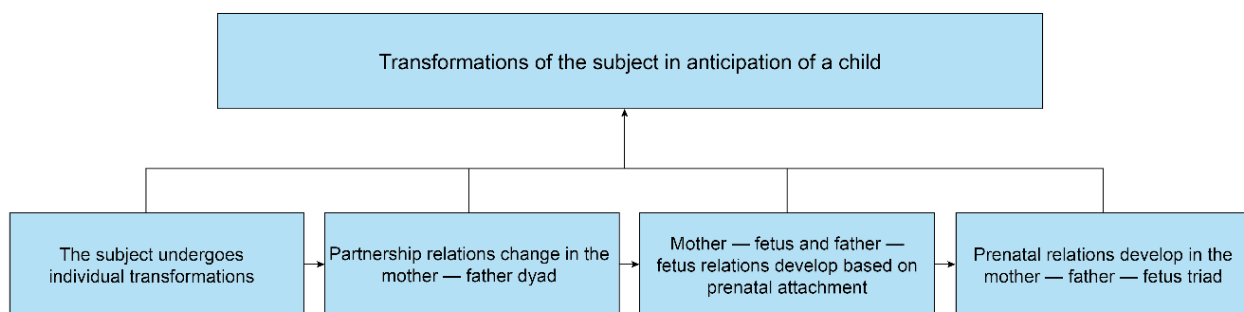 Transformations of the subject in anticipation of a child
The subject undergoes
individual transformations
Partnership relations change in the
mother — father dyad
Mother — fetus and father —
fetus relations develop based on
prenatal attachment
Prenatal relations develop in the
mother — father — fetus triad